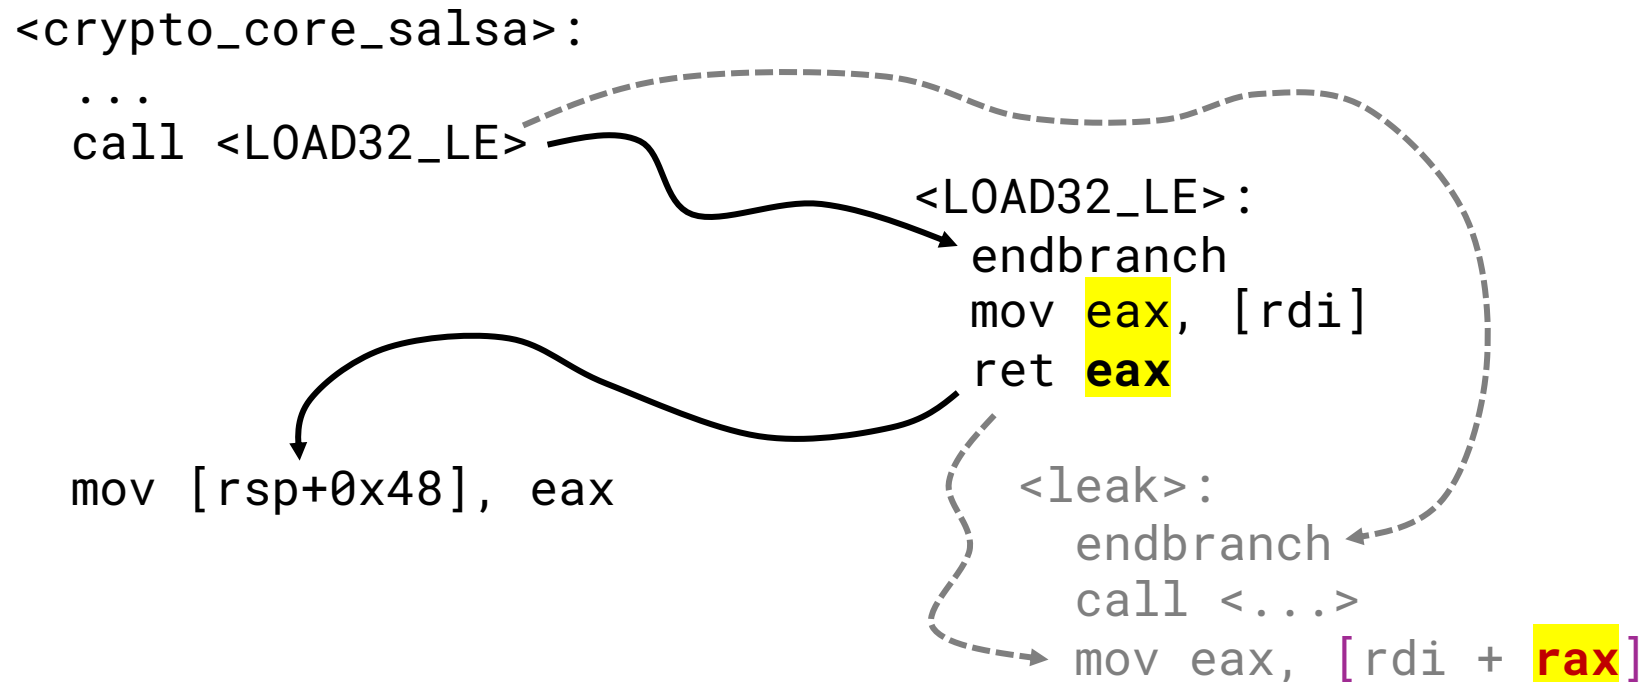 <crypto_core_salsa>:
...
call <LOAD32_LE>
<LOAD32_LE>:
endbranch
mov eax, [rdi]
ret eax
mov [rsp+0x48], eax
<leak>:
endbranch
call <...>
mov eax, [rdi + rax]